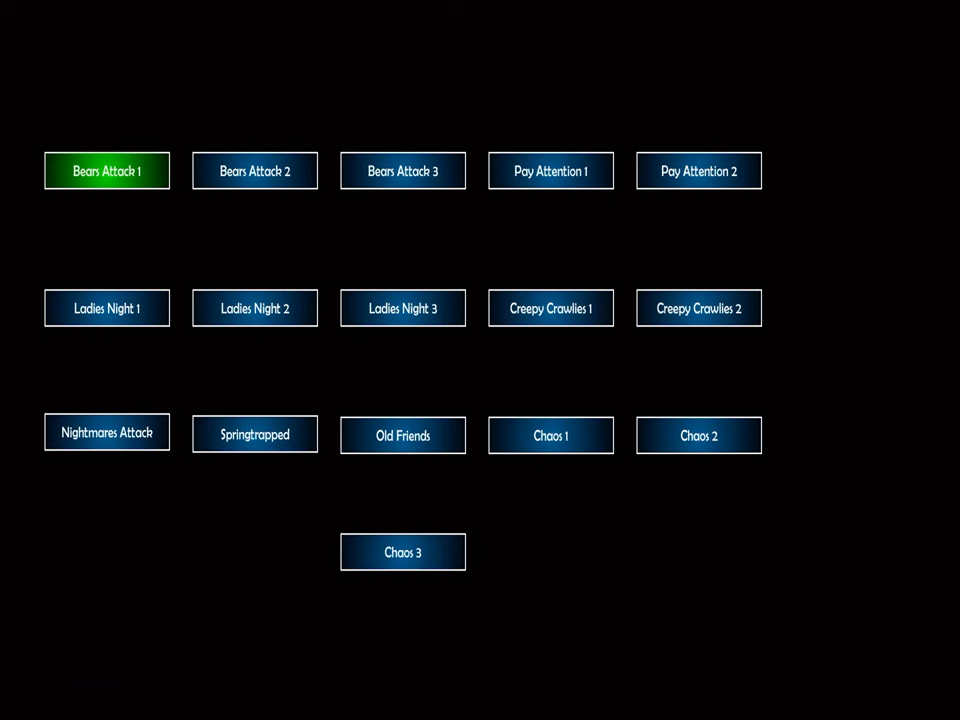 Bears Attack 1
Bears Attack 2
Bears Attack 3
Pay Attention 1
Pay Attention 2
Ladies Night 1
Ladies Night 2
Ladies Night 3
Creepy Crawlies 1
Creepy Crawlies 2
Nightmares Attack
Springtrapped
Old Friends
Chaos 1
Chaos 2
Chaos 3